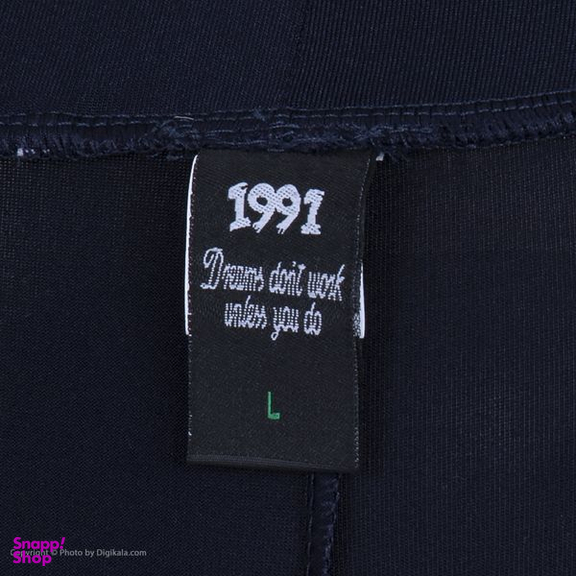 1991
Dreams don't work
unless you do
L
Snapp!
Shop
Copyright © Photo by Digikala.com